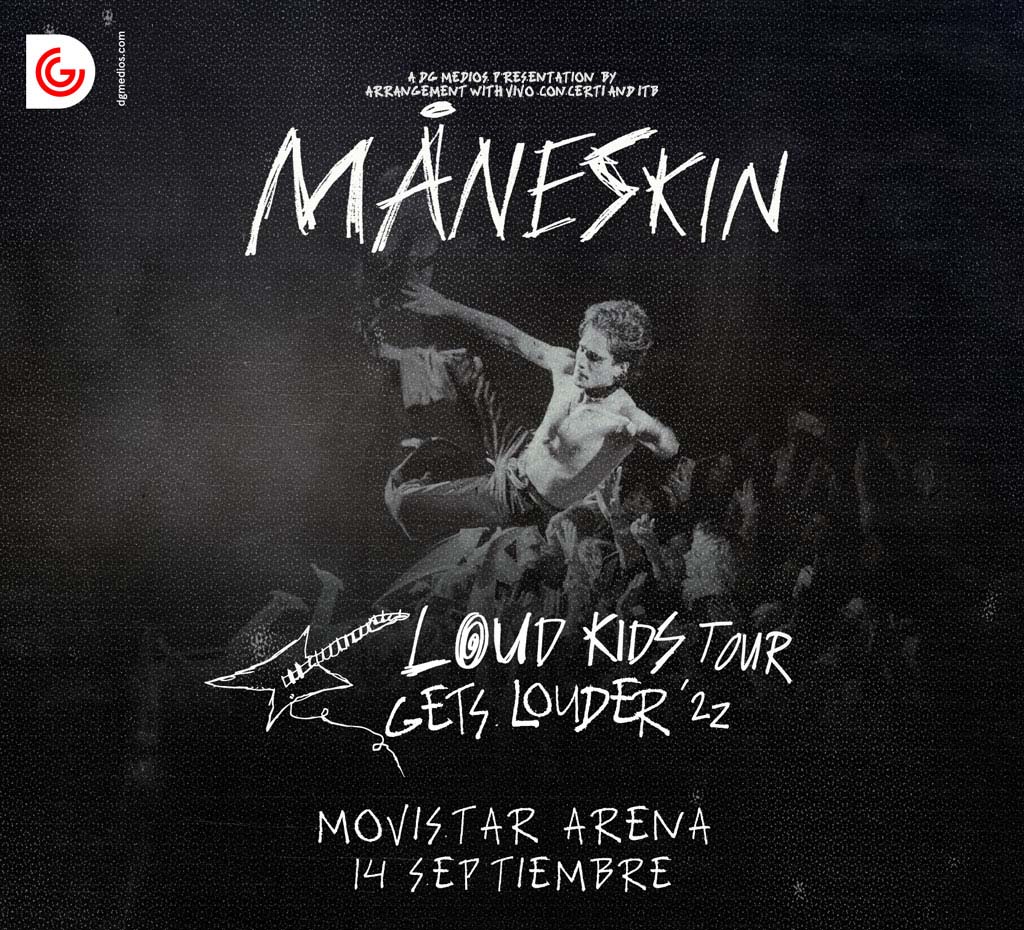 dgmedios.com
A DG MEDIOS PRESENTATION BY
ARRANGEMENT WITH VIVO CONCERTI AND ITB
MÅNESKIN
LOUD KIDS TOUR
GETS LOUDER '22
MOVISTAR ARENA
14 SEPTIEMBRE